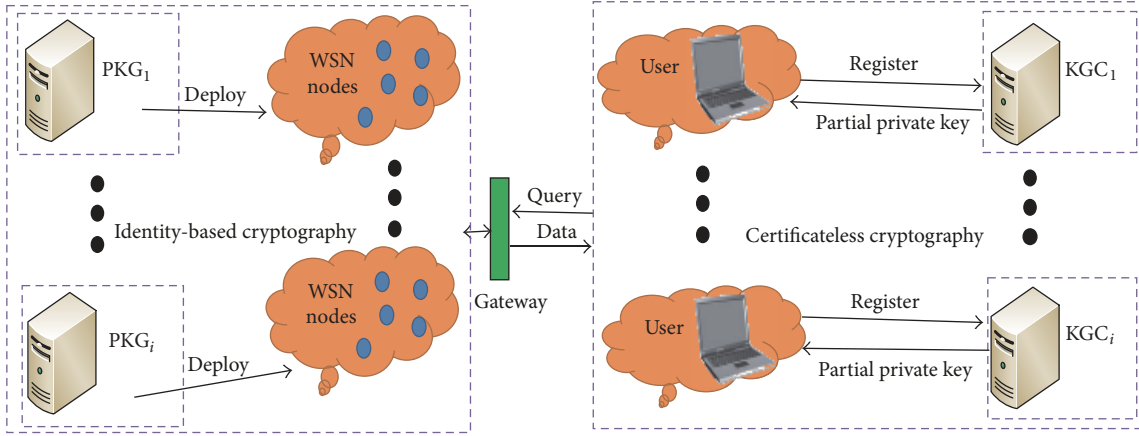 PKG₁
Deploy
WSN
nodes
Identity-based cryptography
PKGᵢ
Deploy
WSN
nodes
Query
Data
Gateway
User
Register
Partial private key
KGC₁
Certificateless cryptography
User
Register
Partial private key
KGCᵢ